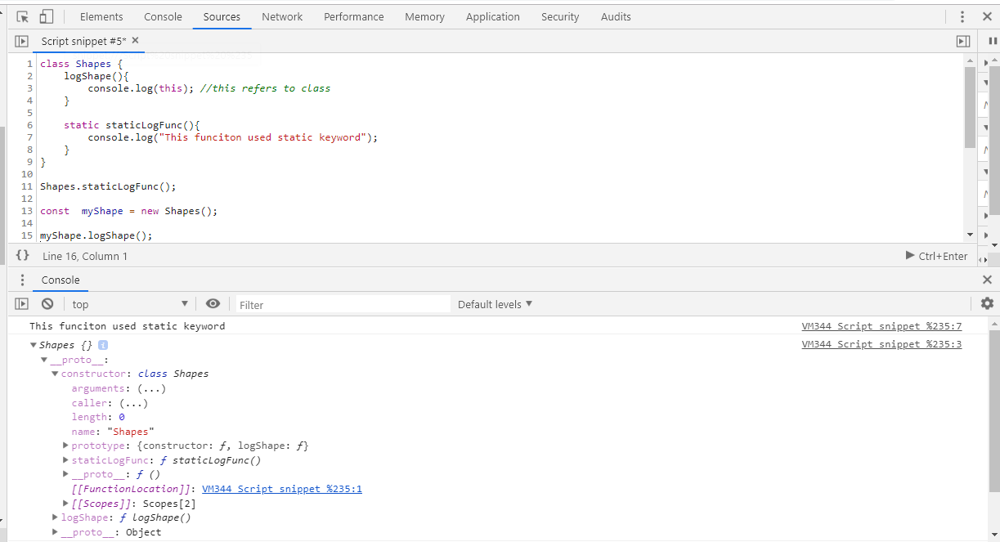 Elements Console Sources Network Performance Memory Application Security Audits
Script snippet #5*
1 class Shapes {
2 logShape(){
3 console.log(this); //this refers to class
4 }
5
6 static staticLogFunc(){
7 console.log("This funciton used static keyword");
8 }
9 }
10
11 Shapes.staticLogFunc();
12
13 const myShape = new Shapes();
14
15 myShape.logShape();
{} Line 16, Column 1 Ctrl+Enter
Console
top Filter Default levels
This funciton used static keyword VM344 Script snippet %235:7
Shapes {} i VM344 Script snippet %235:3
__proto__:
constructor: class Shapes
arguments: (...)
caller: (...)
length: 0
name: "Shapes"
prototype: {constructor: ƒ, logShape: ƒ}
staticLogFunc: ƒ staticLogFunc()
__proto__: ƒ ()
[[FunctionLocation]]: VM344 Script snippet %235:1
[[Scopes]]: Scopes[2]
logShape: ƒ logShape()
__proto__: Object